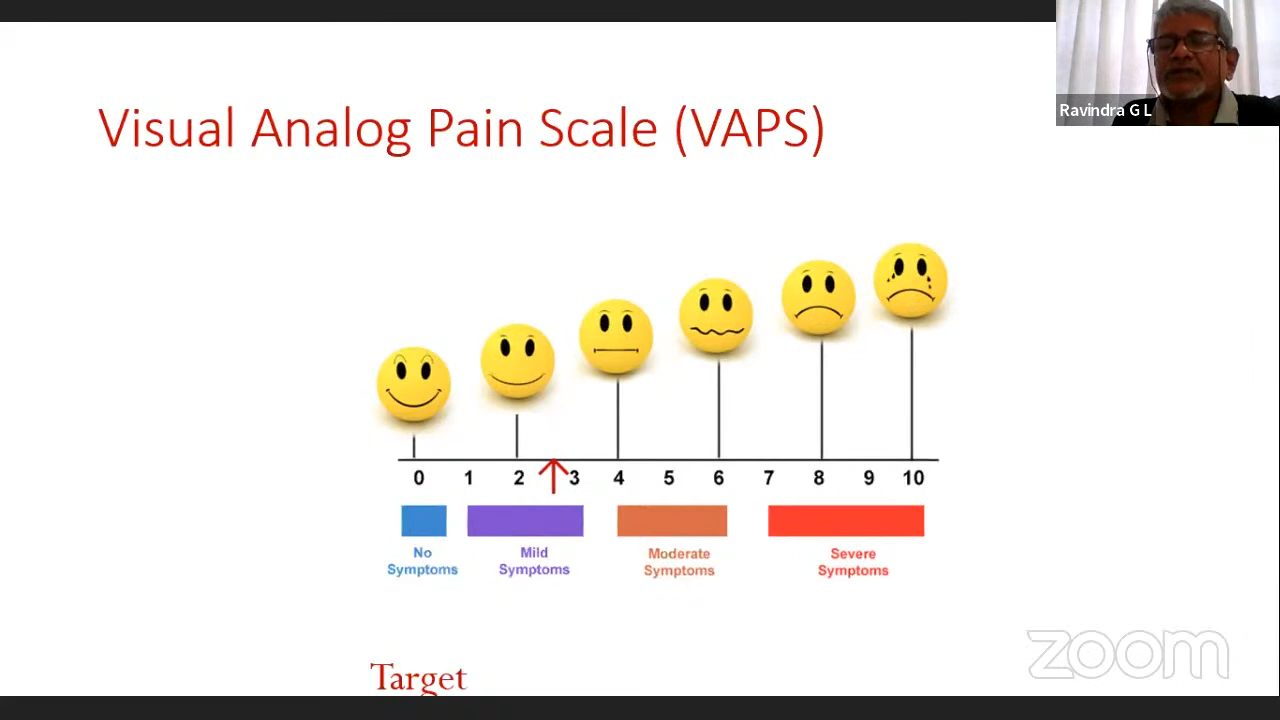 Visual Analog Pain Scale (VAPS)
Ravindra G L
0 1 2 3 4 5 6 7 8 9 10
No Symptoms
Mild Symptoms
Moderate Symptoms
Severe Symptoms
zoom
Target